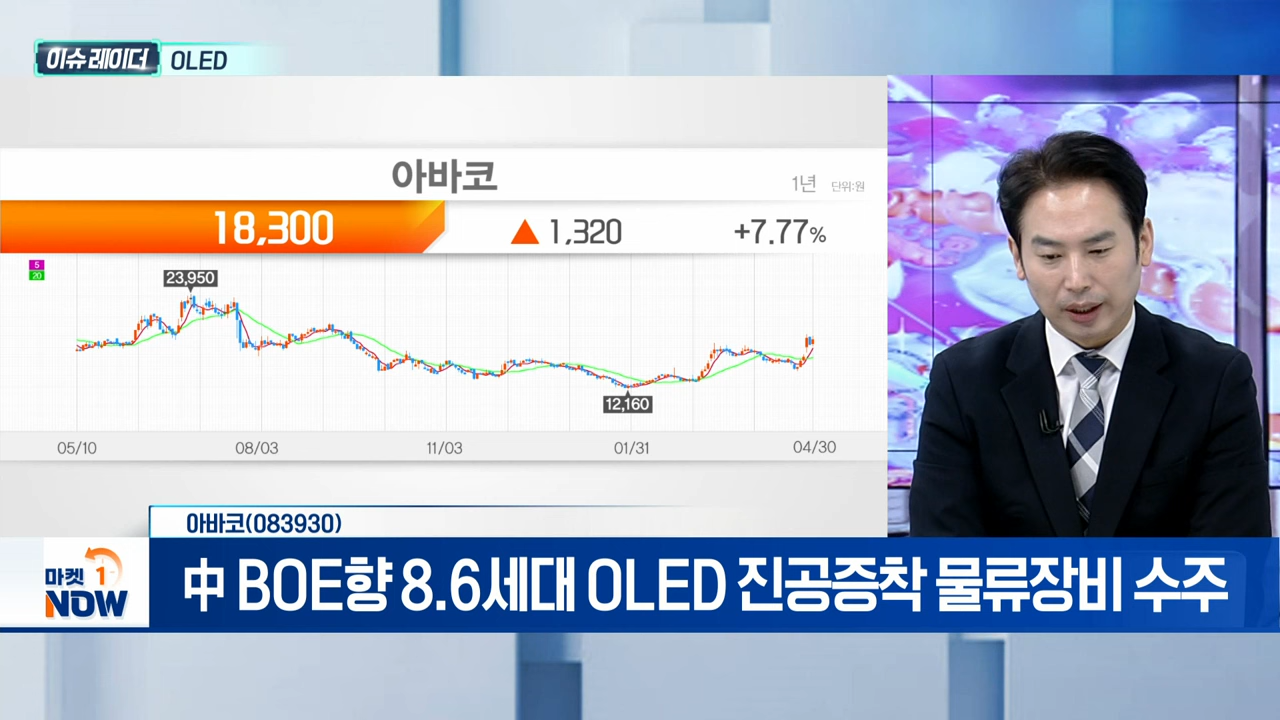 이슈 레이더 OLED
아바코
1년 단위:원
18,300 ▲ 1,320 +7.77%
5
20
23,950
12,160
05/10 08/03 11/03 01/31 04/30
아바코(083930)
마켓 1
NOW
中 BOE향 8.6세대 OLED 진공증착 물류장비 수주